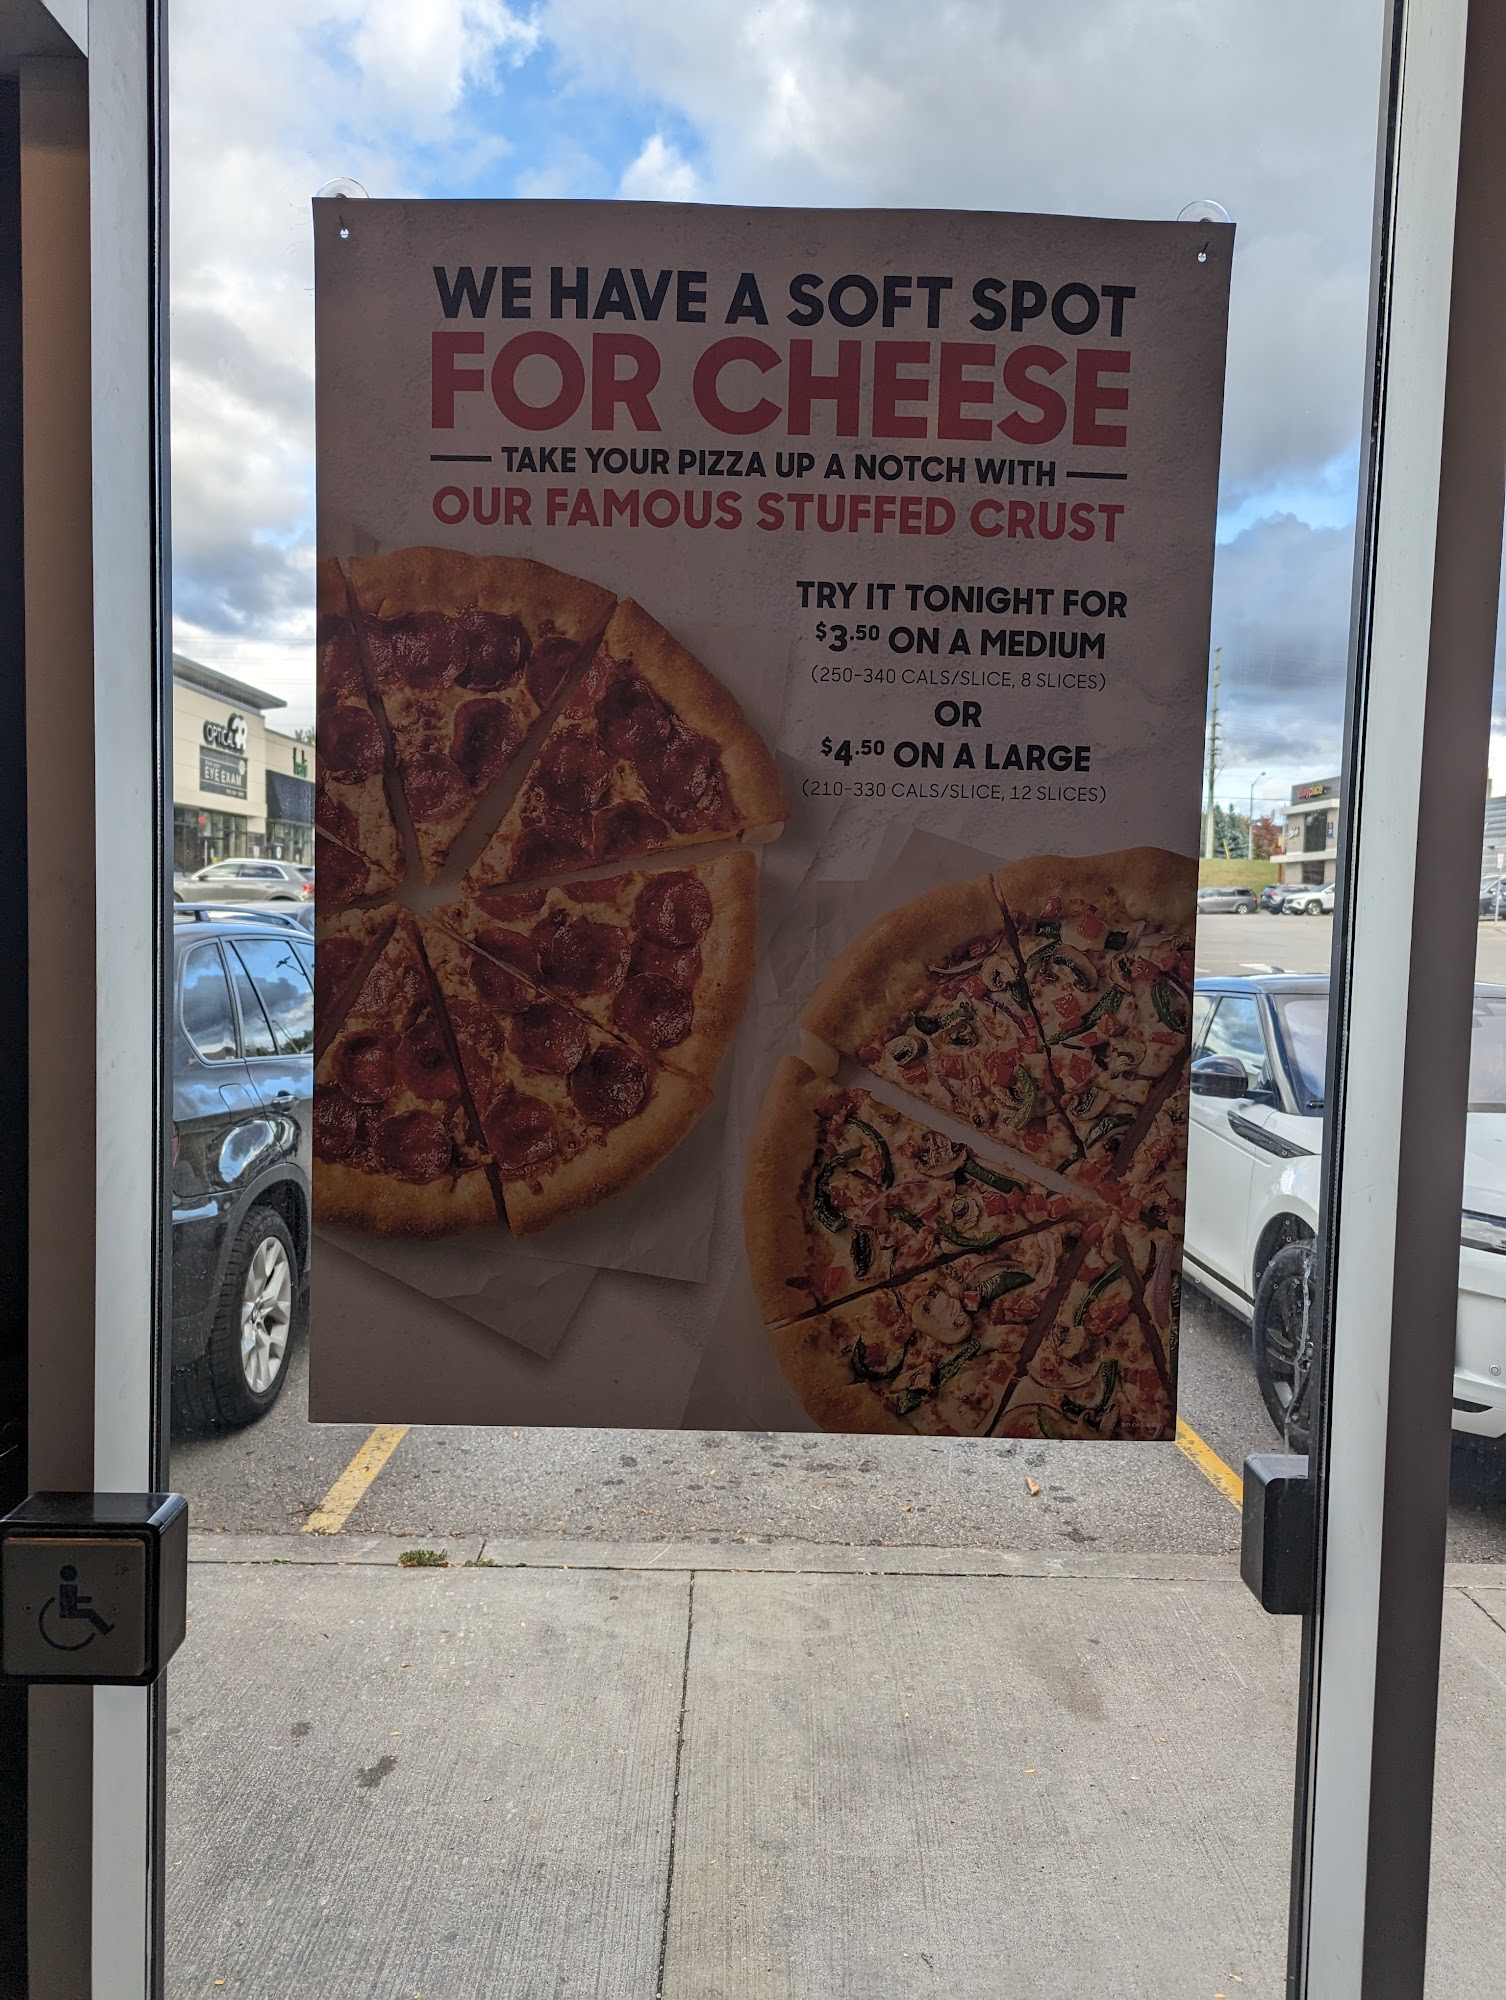 WE HAVE A SOFT SPOT
FOR CHEESE
TAKE YOUR PIZZA UP A NOTCH WITH
OUR FAMOUS STUFFED CRUST
TRY IT TONIGHT FOR
$3.50 ON A MEDIUM
(250-340 CALS/SLICE, 8 SLICES)
OR
$4.50 ON A LARGE
(210-330 CALS/SLICE, 12 SLICES)
OPTICAL
EYE EXAM